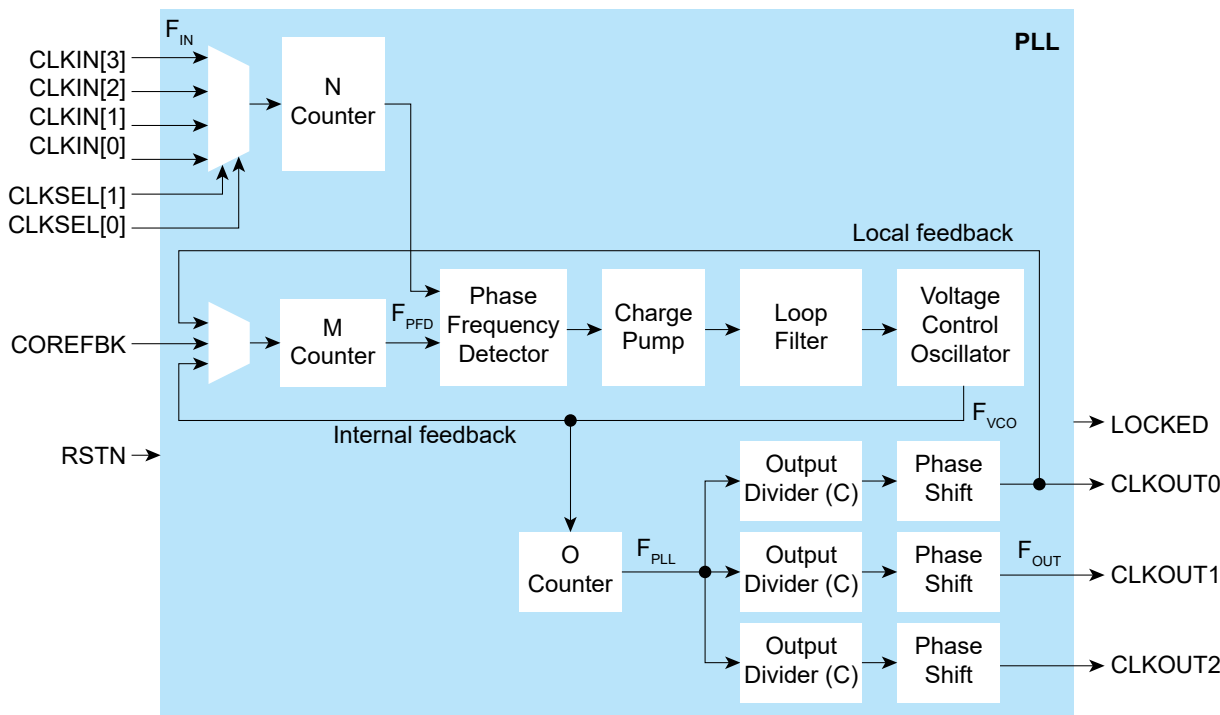 F_IN
PLL
CLKIN[3]
CLKIN[2]
CLKIN[1]
CLKIN[0]
CLKSEL[1]
CLKSEL[0]
N
Counter
Local feedback
COREFBK
M
Counter
F_PFD
Phase
Frequency
Detector
Charge
Pump
Loop
Filter
Voltage
Control
Oscillator
Internal feedback
F_VCO
RSTN
LOCKED
Output
Divider (C)
Phase
Shift
CLKOUT0
O
Counter
F_PLL
Output
Divider (C)
Phase
Shift
F_OUT
CLKOUT1
Output
Divider (C)
Phase
Shift
CLKOUT2